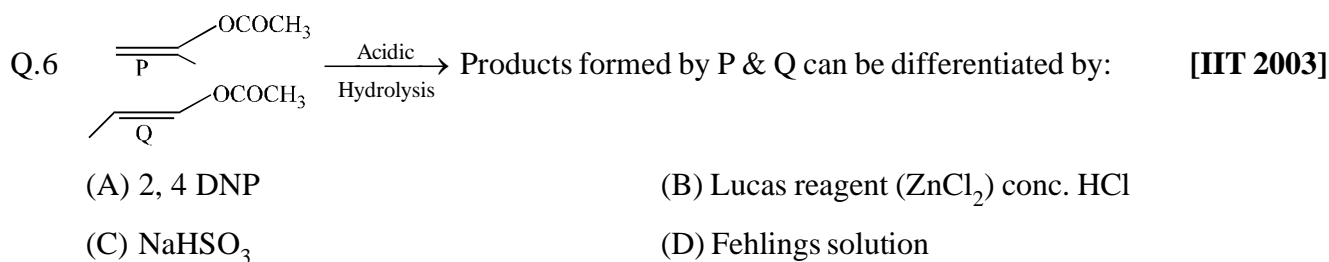 OCOCH₃
Q.6 P Acidic Hydrolysis Products formed by P & Q can be differentiated by: [IIT 2003]
OCOCH₃
Q
(A) 2, 4 DNP (B) Lucas reagent (ZnCl₂) conc. HCl
(C) NaHSO₃ (D) Fehlings solution